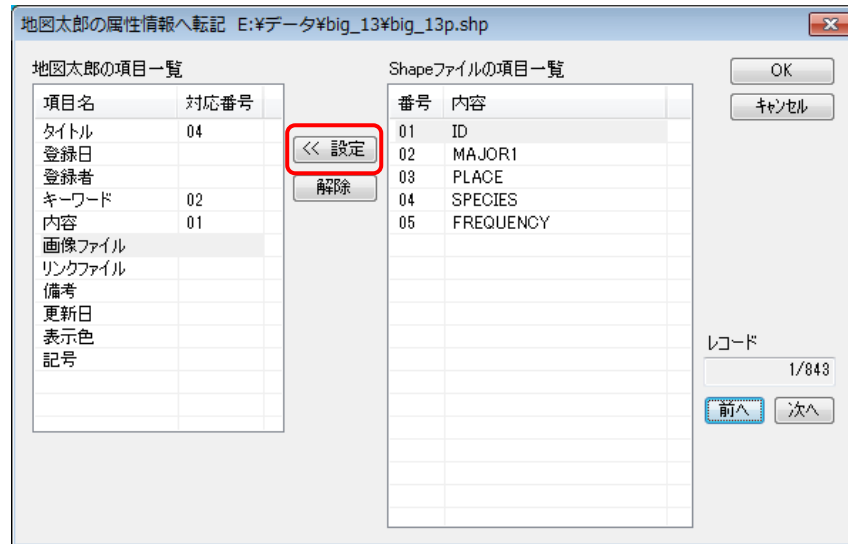 地図太郎の属性情報へ転記 E:¥データ¥big_13¥big_13p.shp
地図太郎の項目一覧
項目名 対応番号
タイトル 04
登録日
登録者
キーワード 02
内容 01
画像ファイル
リンクファイル
備考
更新日
表示色
記号
<< 設定
解除
Shapeファイルの項目一覧
番号 内容
01 ID
02 MAJOR1
03 PLACE
04 SPECIES
05 FREQUENCY
OK
キャンセル
レコード
1/843
前へ 次へ